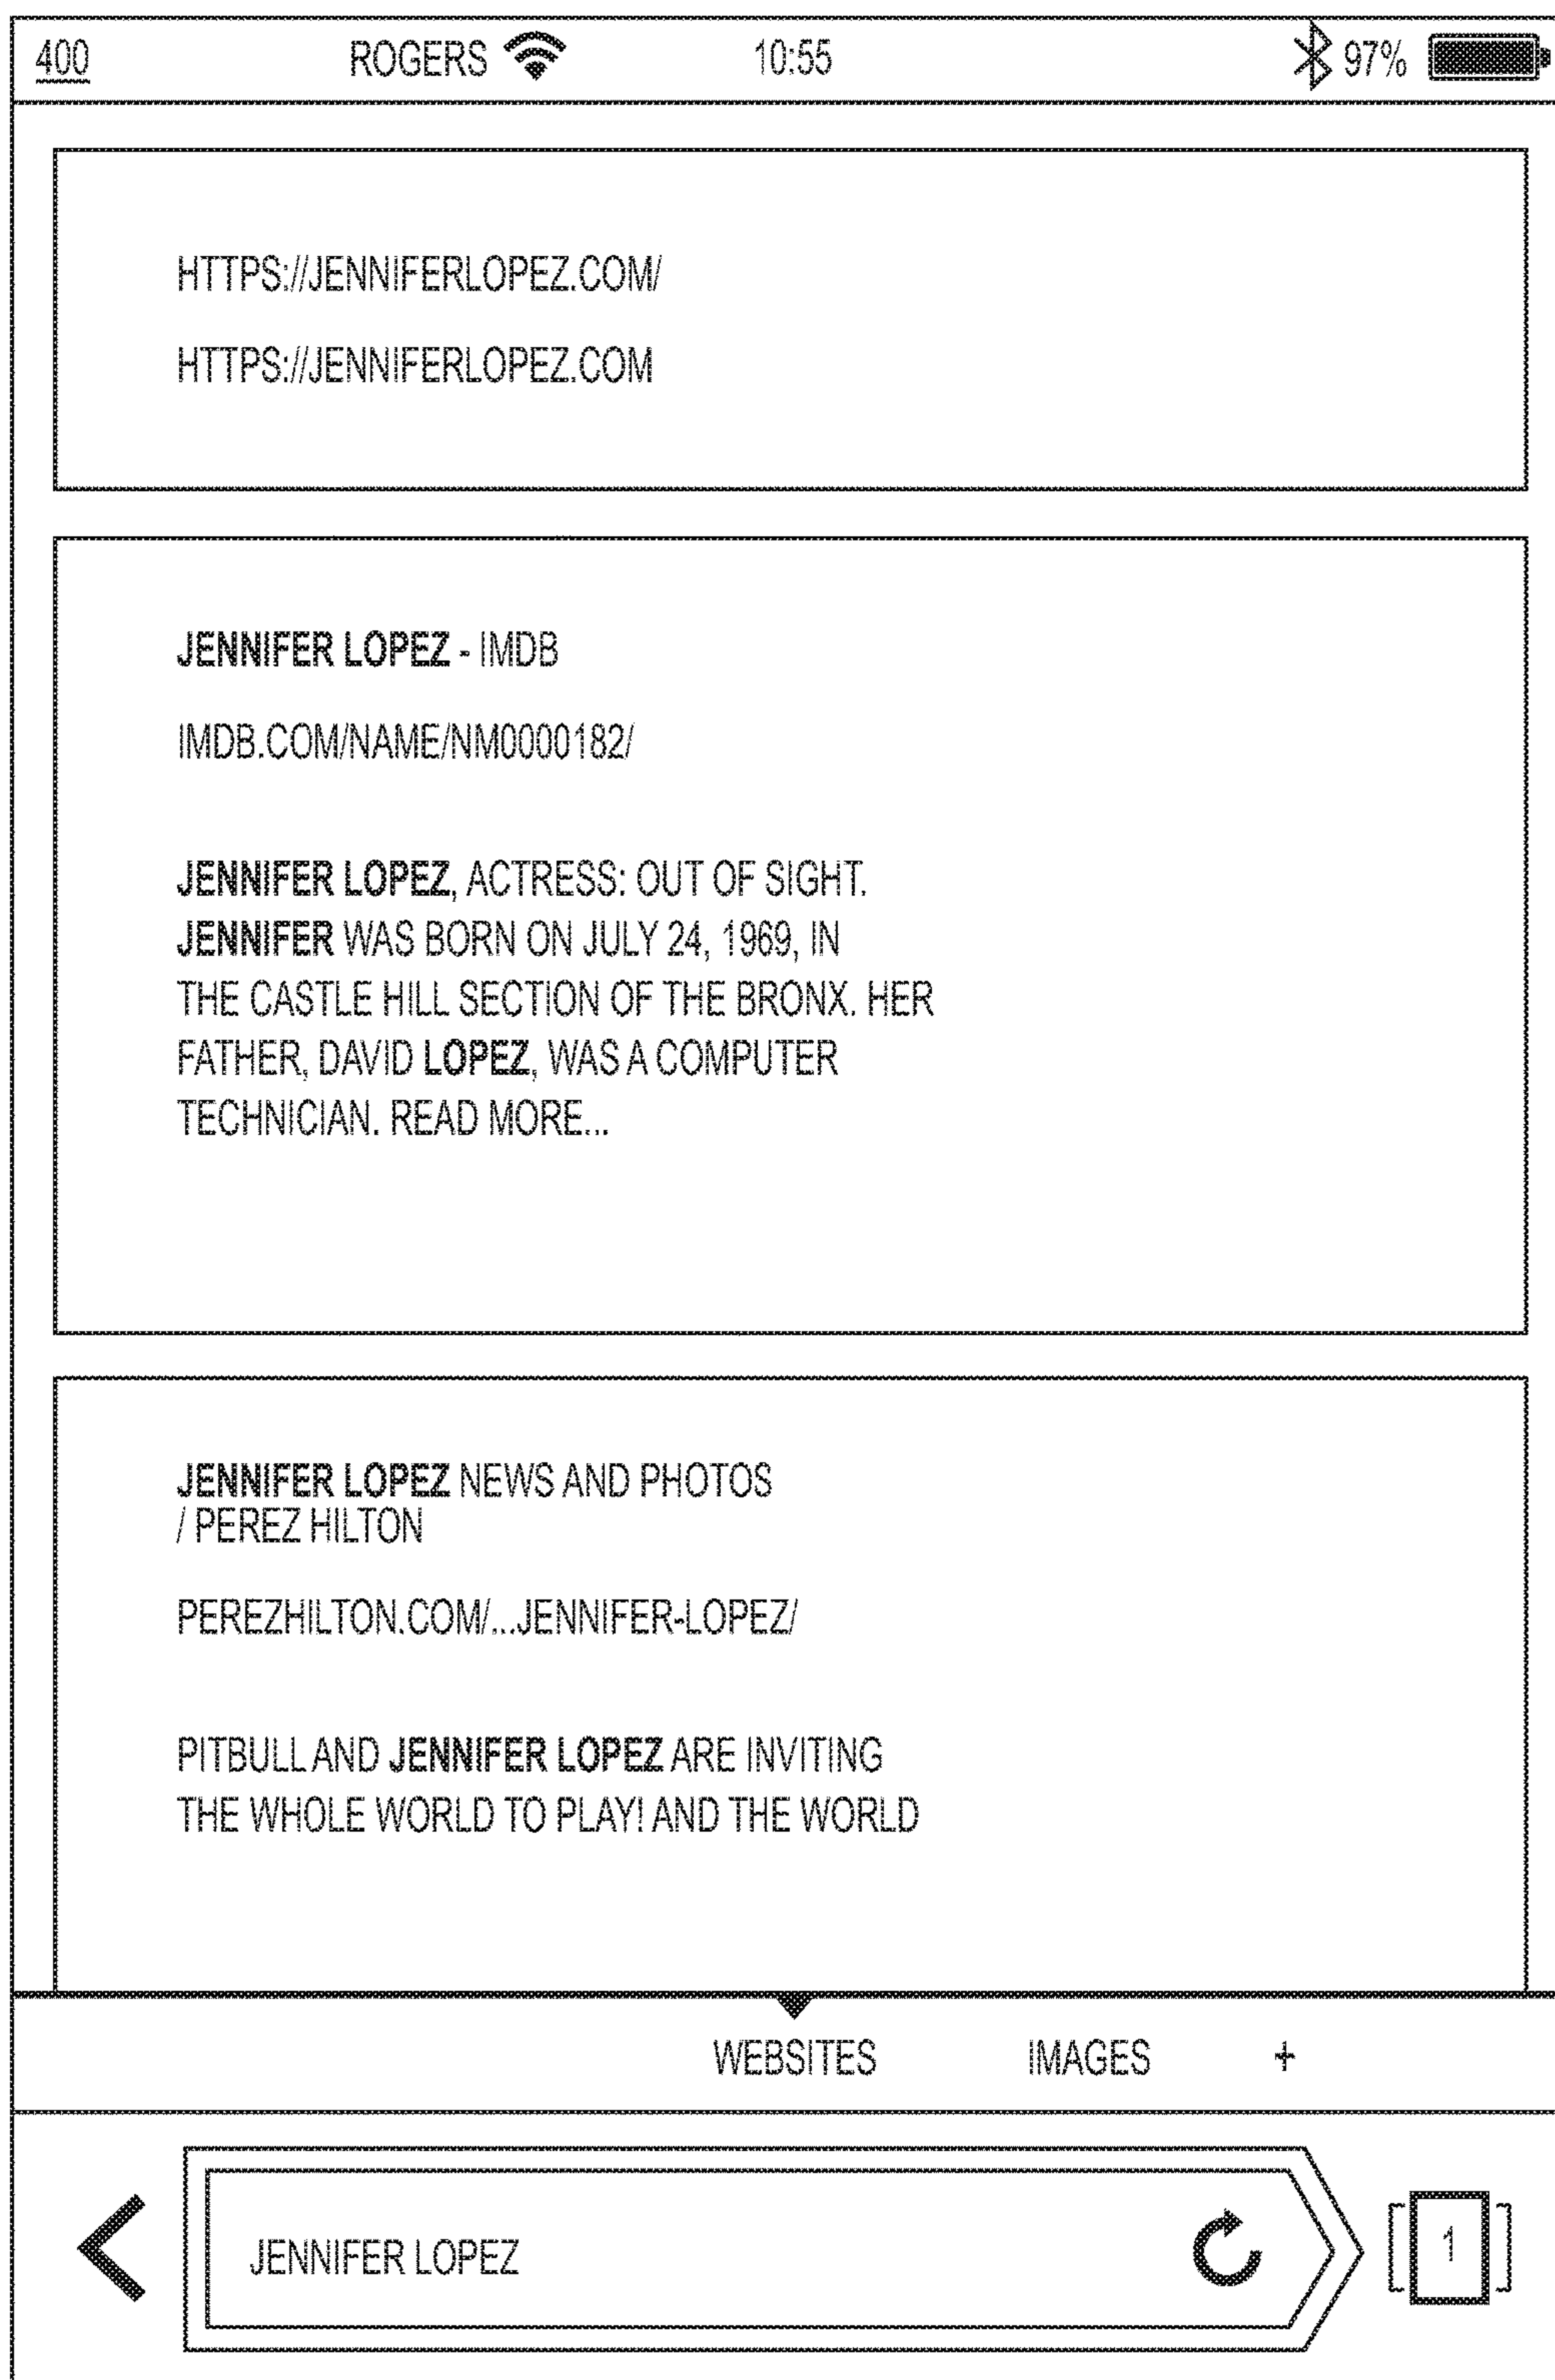 400 ROGERS 10:55 97%
HTTPS://JENNIFERLOPEZ.COM/
HTTPS://JENNIFERLOPEZ.COM
JENNIFER LOPEZ - IMDB
IMDB.COM/NAME/NM0000182/
JENNIFER LOPEZ, ACTRESS: OUT OF SIGHT.
JENNIFER WAS BORN ON JULY 24, 1969, IN
THE CASTLE HILL SECTION OF THE BRONX. HER
FATHER, DAVID LOPEZ, WAS A COMPUTER
TECHNICIAN. READ MORE...
JENNIFER LOPEZ NEWS AND PHOTOS
/ PEREZ HILTON
PEREZHILTON.COM/...JENNIFER-LOPEZ/
PITBULL AND JENNIFER LOPEZ ARE INVITING
THE WHOLE WORLD TO PLAY! AND THE WORLD
WEBSITES IMAGES +
JENNIFER LOPEZ 1